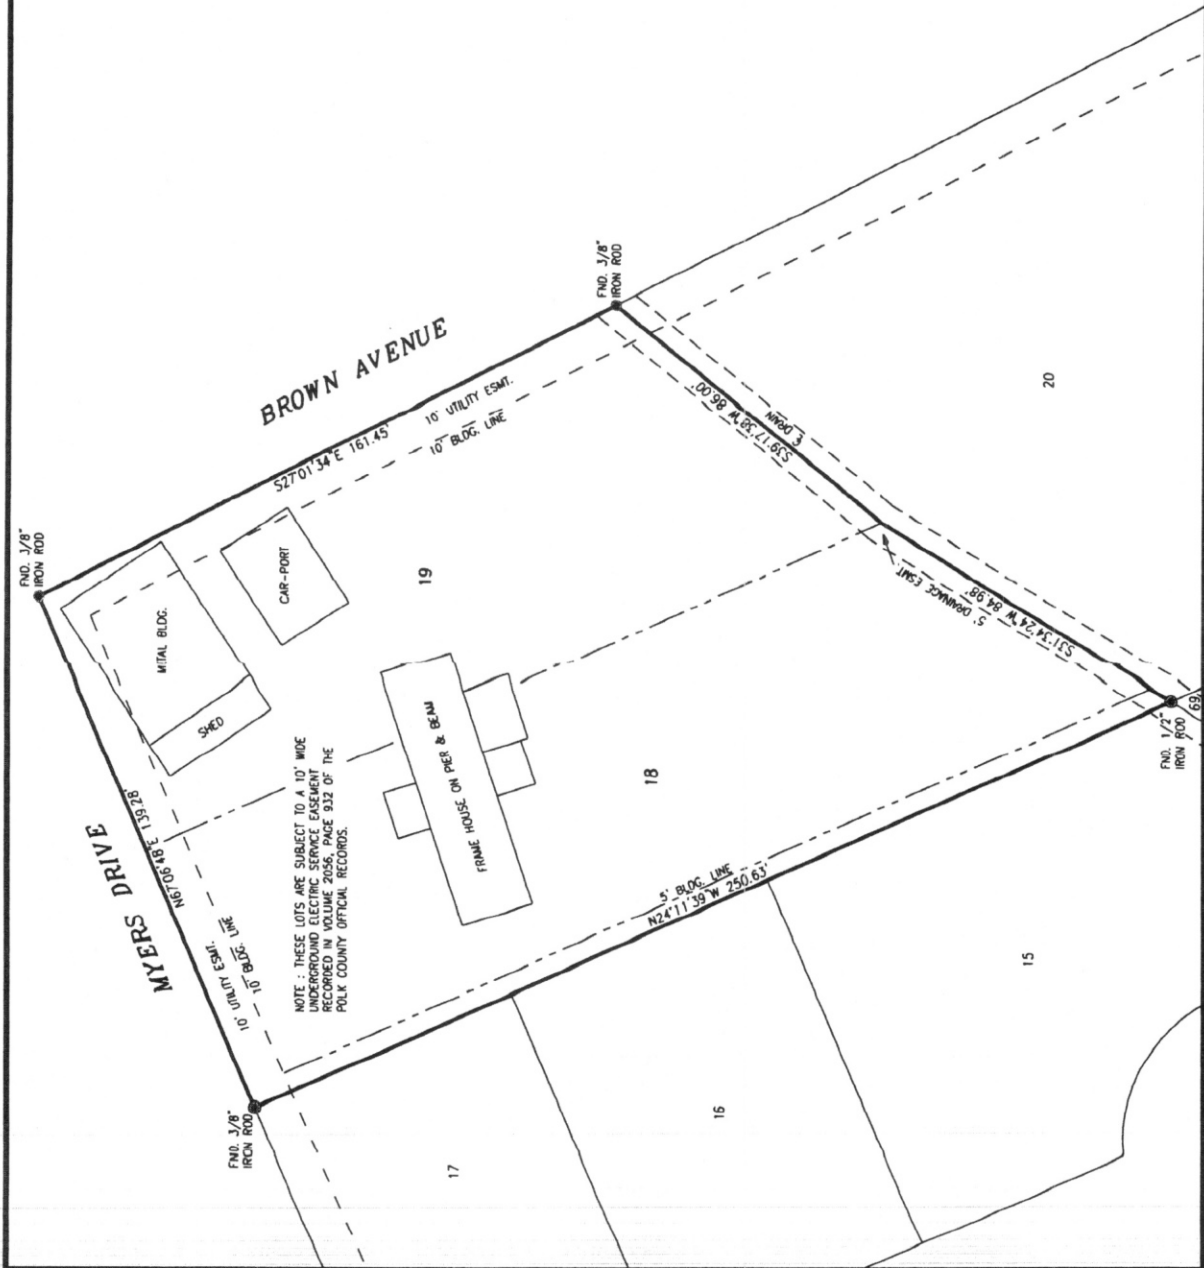 FND. 3/8"
IRON ROD
MYERS DRIVE
N67°06'48"E 139.28'
10' UTILITY ESMT.
10' BLDG. LINE
FND. 3/8"
IRON ROD
BROWN AVENUE
S27°01'34"E 161.45'
10' UTILITY ESMT.
10' BLDG. LINE
FND. 3/8"
IRON ROD
METAL BLDG.
SHED
CAR-PORT
19
NOTE : THESE LOTS ARE SUBJECT TO A 10' WIDE
UNDERGROUND ELECTRIC SERVICE EASEMENT
RECORDED IN VOLUME 2056, PAGE 932 OF THE
POLK COUNTY OFFICIAL RECORDS.
FRAME HOUSE ON PIER & BEAM
18
S39°17'38"W 86.00'
℄ DRAIN
20
5' DRAINAGE ESMT.
S31°34'24"W 84.98'
5' BLDG. LINE
N24°11'39"W 250.63'
FND. 1/2"
IRON ROD
69
17
16
15